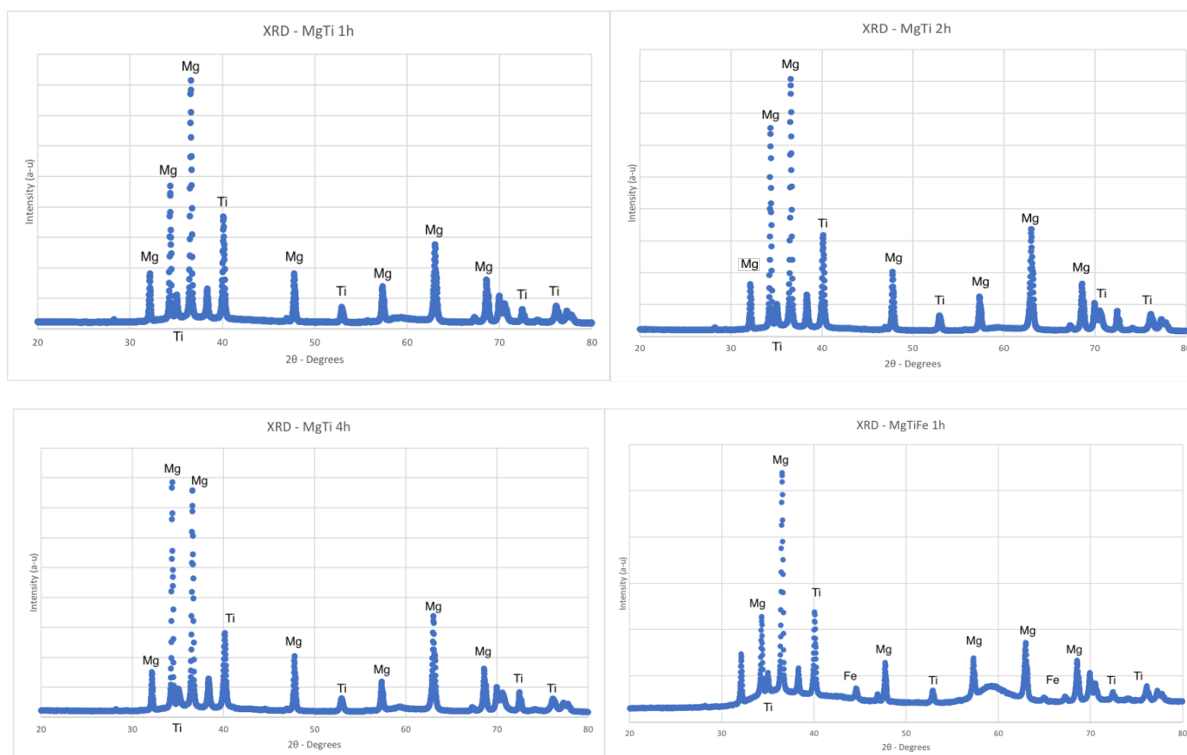 XRD - MgTi 1h
Intensity (a-u)
Mg
Mg
Ti
Mg
Mg
Mg
Mg
Mg
Ti
Ti
Ti
Ti
20 30 40 50 60 70 80
2θ - Degrees
XRD - MgTi 2h
Intensity (a-u)
Mg
Mg
Ti
Mg
Mg
Mg
Mg
Mg
Ti
Ti
Ti
Ti
20 30 40 50 60 70 80
2θ - Degrees
XRD - MgTi 4h
Intensity (a-u)
Mg
Mg
Ti
Mg
Mg
Mg
Mg
Mg
Ti
Ti
Ti
Ti
20 30 40 50 60 70 80
2θ - Degrees
XRD - MgTiFe 1h
Intensity (a-u)
Mg
Mg
Ti
Mg
Mg
Mg
Mg
Fe
Fe
Ti
Ti
Ti
Ti
20 30 40 50 60 70 80
2θ - Degrees